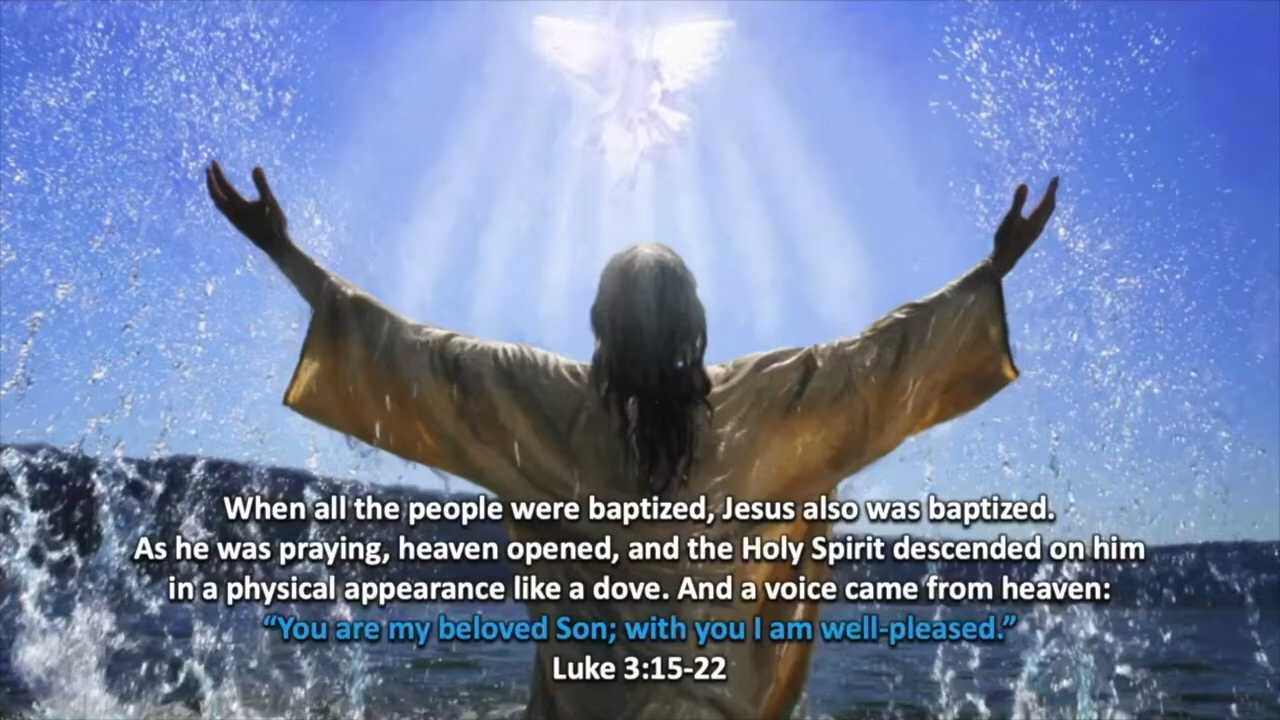 When all the people were baptized, Jesus also was baptized.
As he was praying, heaven opened, and the Holy Spirit descended on him
in a physical appearance like a dove. And a voice came from heaven:
“You are my beloved Son; with you I am well-pleased.”
Luke 3:15-22